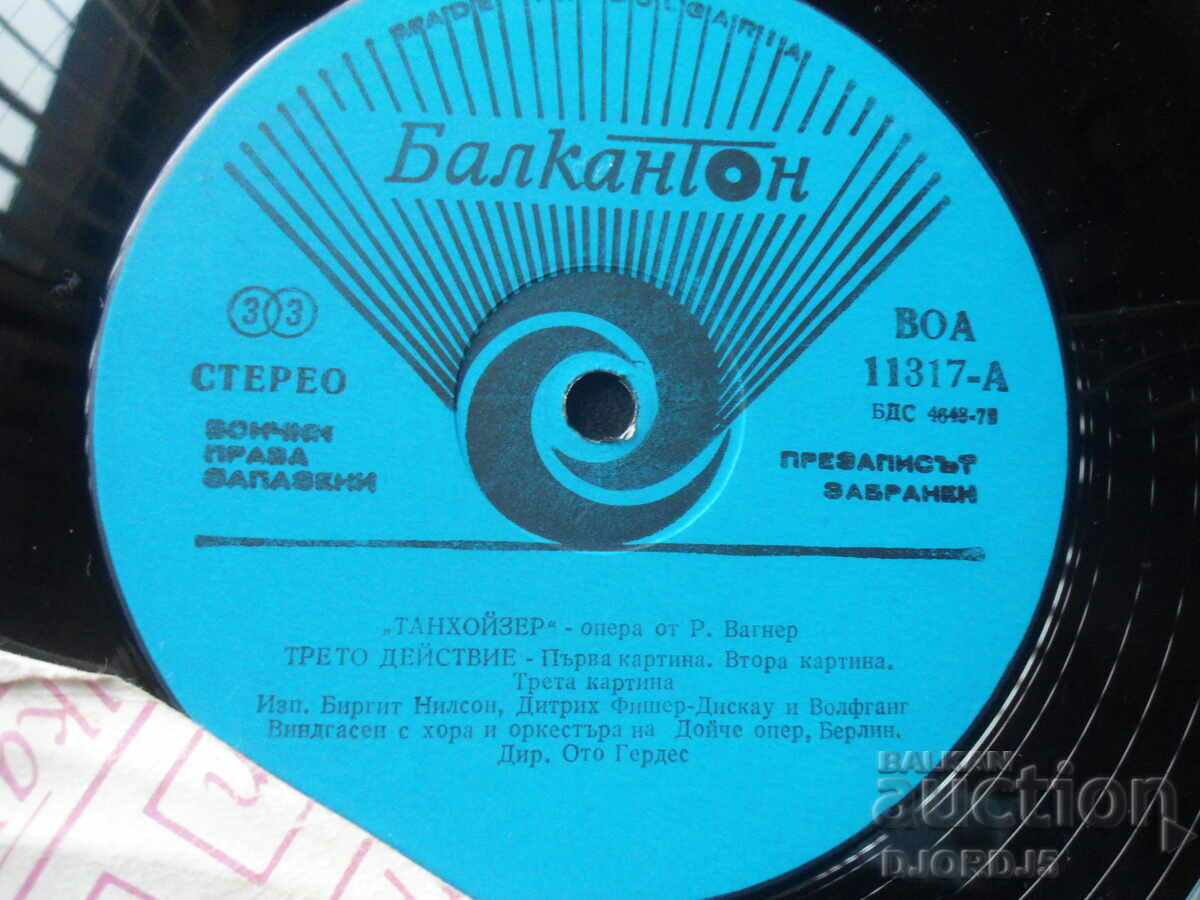 MADE IN BULGARIA
Балкантон
33
СТЕРЕО
ВСИЧКИ
ПРАВА
ЗАПАЗЕНИ
ВОА
11317-А
БДС 4648-78
ПРЕЗАПИСЪТ
ЗАБРАНЕН
„ТАНХОЙЗЕР“ - опера от Р. Вагнер
ТРЕТО ДЕЙСТВИЕ - Първа картина. Втора картина.
Трета картина
Изп. Биргит Нилсон, Дитрих Фишер-Дискау и Волфганг
Виндгасен с хора и оркестъра на Дойче опер, Берлин.
Дир. Ото Гердес
BALKAN
auction
DJORDJ5